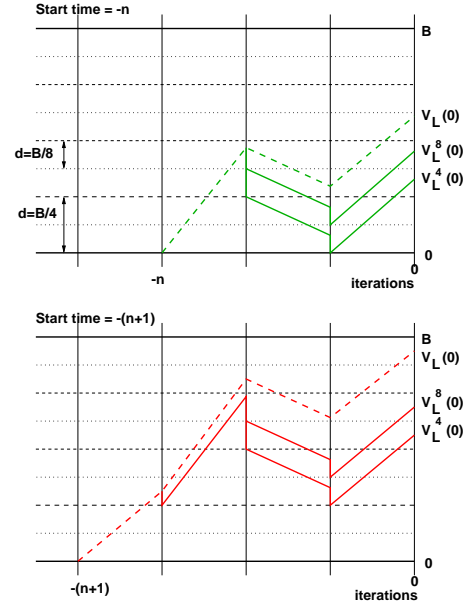 Start time = -n
B
V_L(0)
d=B/8
V_L^8(0)
V_L^4(0)
d=B/4
0
-n
0
iterations
Start time = -(n+1)
B
V_L(0)
V_L^8(0)
V_L^4(0)
0
-(n+1)
0
iterations